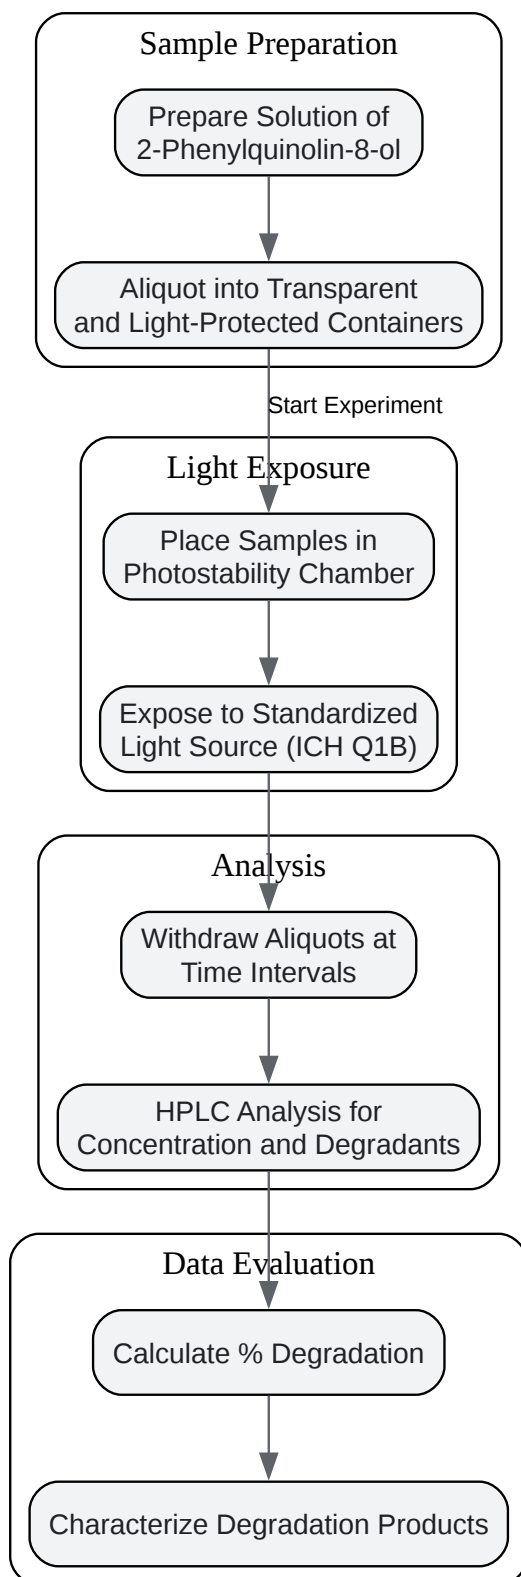 Sample Preparation
Prepare Solution of
2-Phenylquinolin-8-ol
Aliquot into Transparent
and Light-Protected Containers
Start Experiment
Light Exposure
Place Samples in
Photostability Chamber
Expose to Standardized
Light Source (ICH Q1B)
Analysis
Withdraw Aliquots at
Time Intervals
HPLC Analysis for
Concentration and Degradants
Data Evaluation
Calculate % Degradation
Characterize Degradation Products